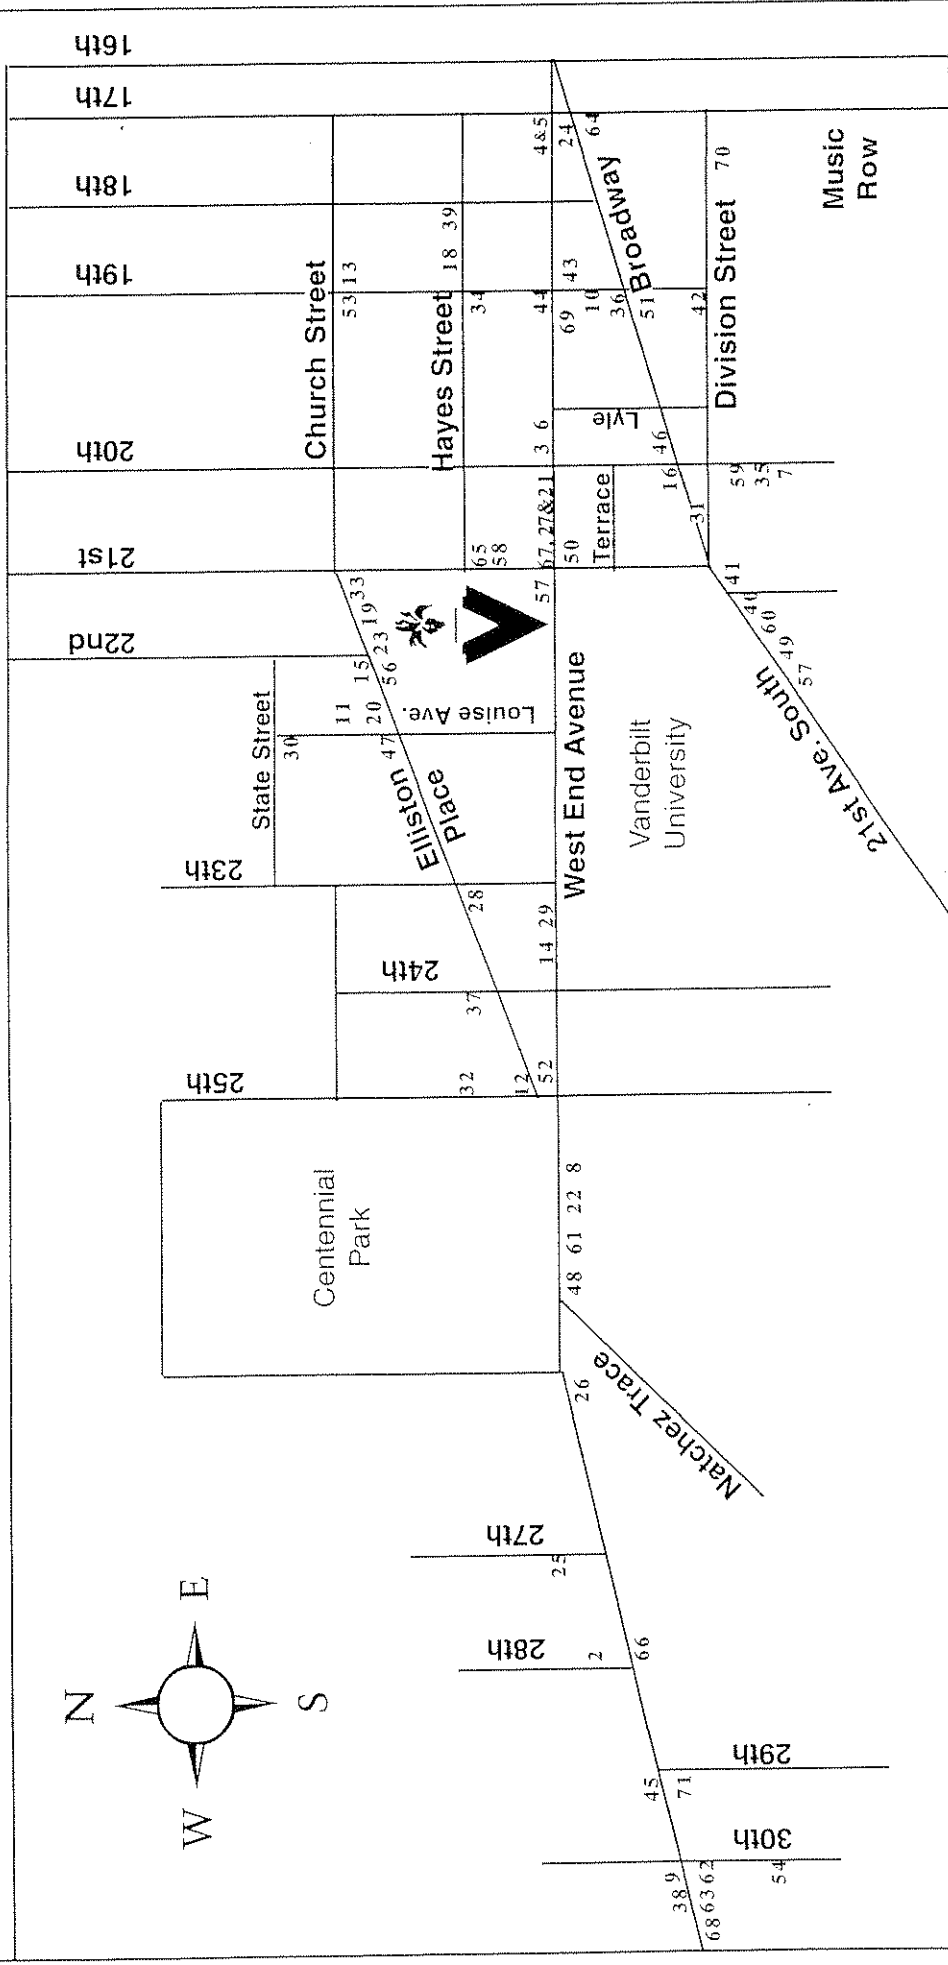 N
W
E
S
16th
17th
18th
19th
20th
21st
22nd
23th
24th
25th
27th
28th
29th
30th
Church Street
Hayes Street
State Street
Elliston
Place
Louise Ave.
West End Avenue
Broadway
Division Street
Lyle
Terrace
21st Ave. South
Natchez Trace
Centennial
Park
Vanderbilt
University
Music
Row
53 13
18 39
34
4&5
24
64
44
43
69
10
36
51
42
70
3 6
46
16
31
59
35
7
67, 27&21
50
65
58
57
33
19
23
56
15
11
20
47
30
41
40
60
49
57
28
14 29
37
32
12
52
48 61 22 8
26
25
2
66
45
71
38 9
68 63 62
54